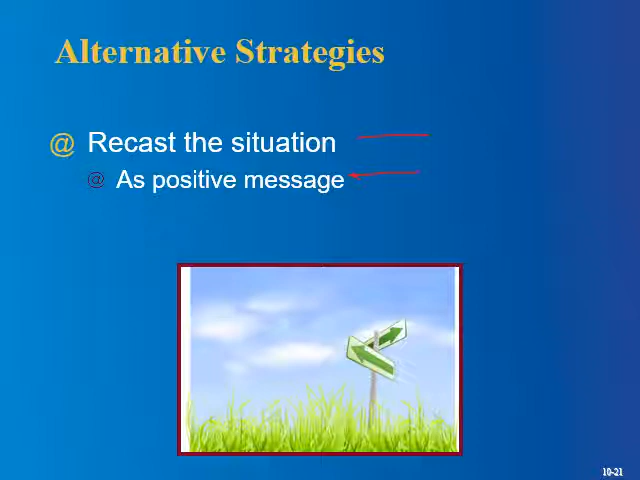 Alternative Strategies
@ Recast the situation
@ As positive message
10-21